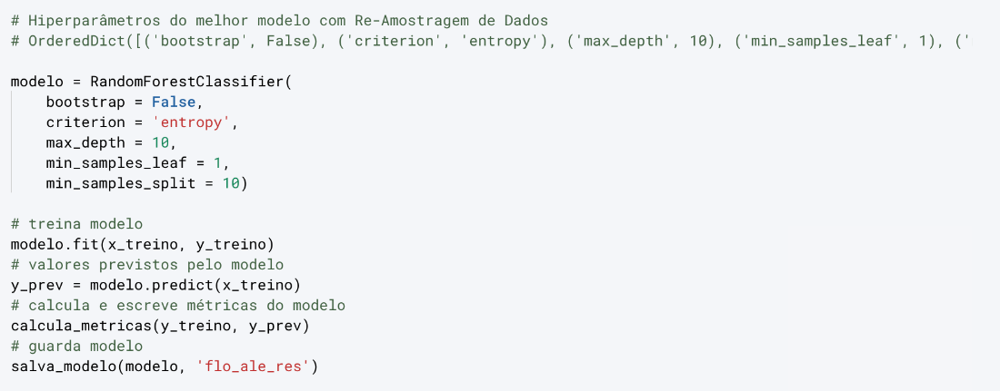 # Hiperparâmetros do melhor modelo com Re-Amostragem de Dados
# OrderedDict([('bootstrap', False), ('criterion', 'entropy'), ('max_depth', 10), ('min_samples_leaf', 1), ('
modelo = RandomForestClassifier(
    bootstrap = False,
    criterion = 'entropy',
    max_depth = 10,
    min_samples_leaf = 1,
    min_samples_split = 10)
# treina modelo
modelo.fit(x_treino, y_treino)
# valores previstos pelo modelo
y_prev = modelo.predict(x_treino)
# calcula e escreve métricas do modelo
calcula_metricas(y_treino, y_prev)
# guarda modelo
salva_modelo(modelo, 'flo_ale_res')